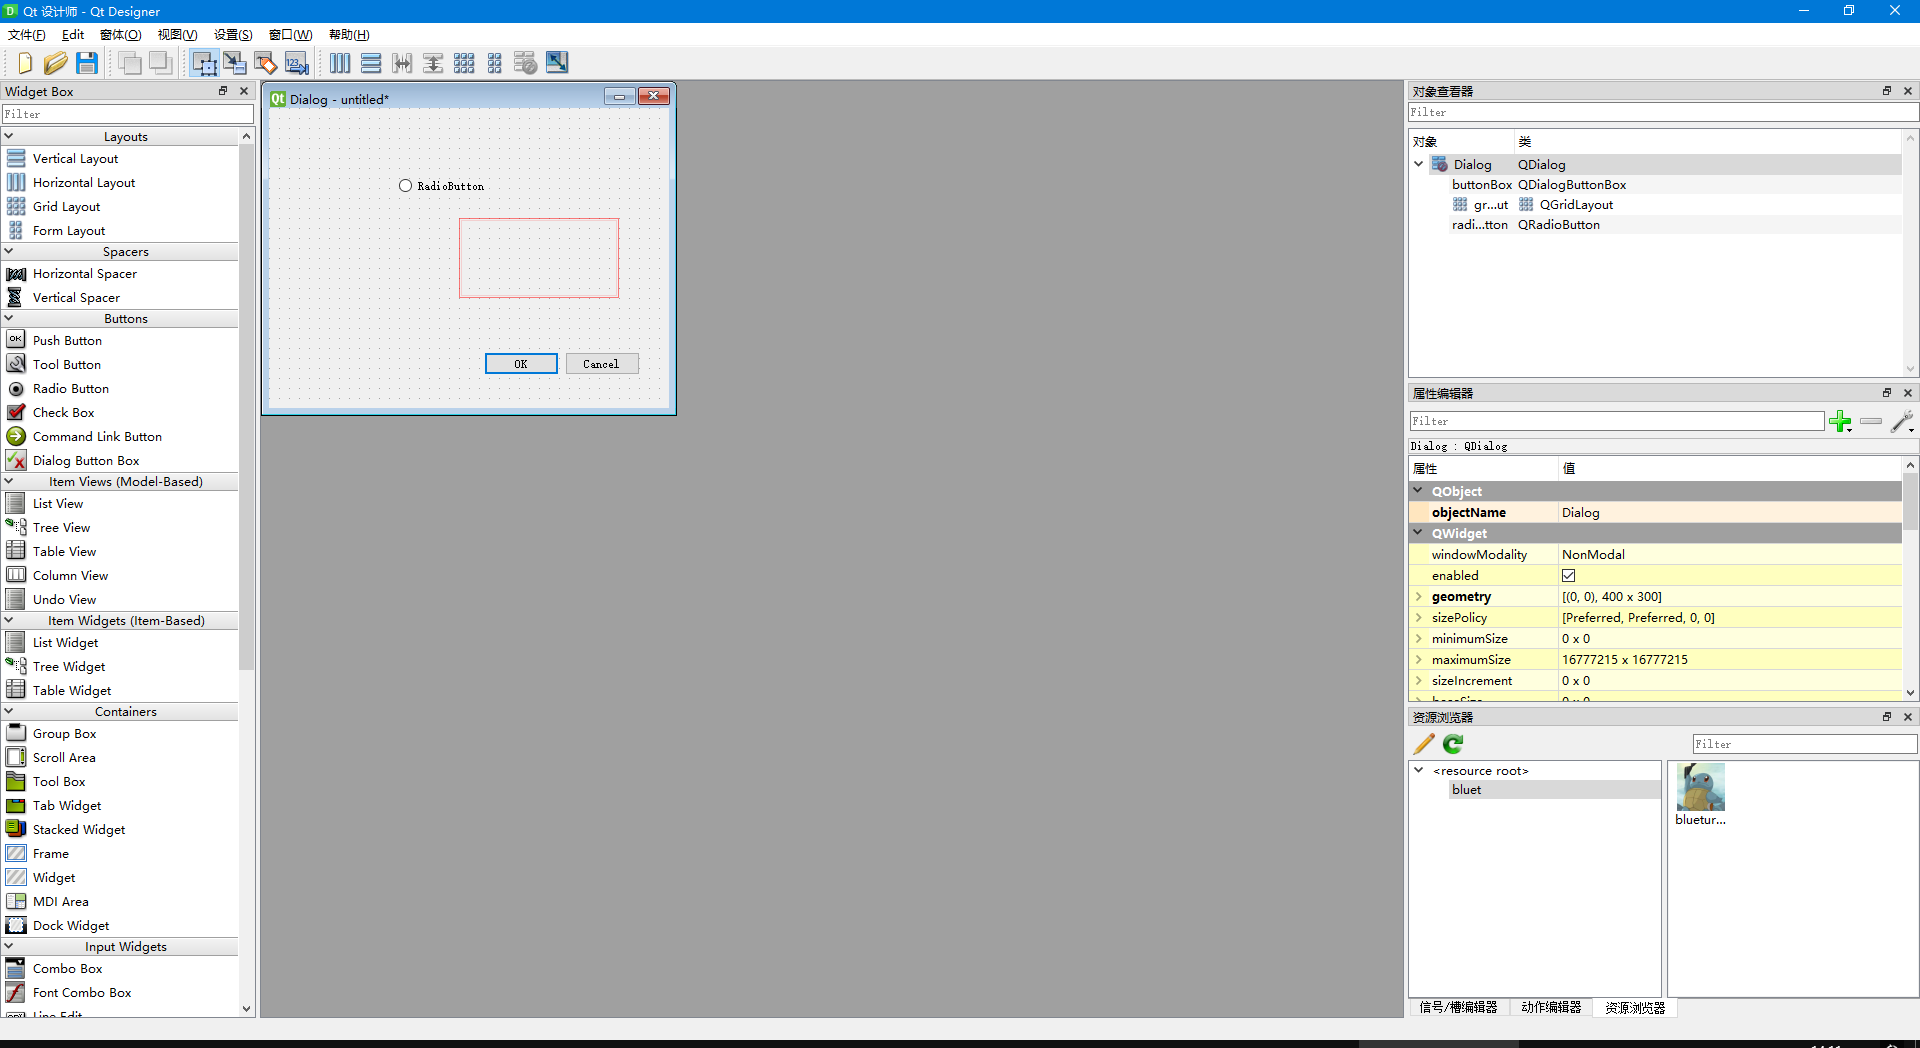 Qt 设计师 - Qt Designer
文件(F) Edit 窗体(O) 视图(V) 设置(S) 窗口(W) 帮助(H)
Widget Box
Filter
Layouts
Vertical Layout
Horizontal Layout
Grid Layout
Form Layout
Spacers
Horizontal Spacer
Vertical Spacer
Buttons
Push Button
Tool Button
Radio Button
Check Box
Command Link Button
Dialog Button Box
Item Views (Model-Based)
List View
Tree View
Table View
Column View
Undo View
Item Widgets (Item-Based)
List Widget
Tree Widget
Table Widget
Containers
Group Box
Scroll Area
Tool Box
Tab Widget
Stacked Widget
Frame
Widget
MDI Area
Dock Widget
Input Widgets
Combo Box
Font Combo Box
Line Edit
Dialog - untitled*
RadioButton
OK Cancel
对象查看器
Filter
对象 类
Dialog QDialog
buttonBox QDialogButtonBox
gr...ut QGridLayout
radi...tton QRadioButton
属性编辑器
Filter
Dialog : QDialog
属性 值
QObject
objectName Dialog
QWidget
windowModality NonModal
enabled
geometry [(0, 0), 400 x 300]
sizePolicy [Preferred, Preferred, 0, 0]
minimumSize 0 x 0
maximumSize 16777215 x 16777215
sizeIncrement 0 x 0
baseSize 0 x 0
资源浏览器
Filter
<resource root>
bluet
bluetur...
信号/槽编辑器 动作编辑器 资源浏览器